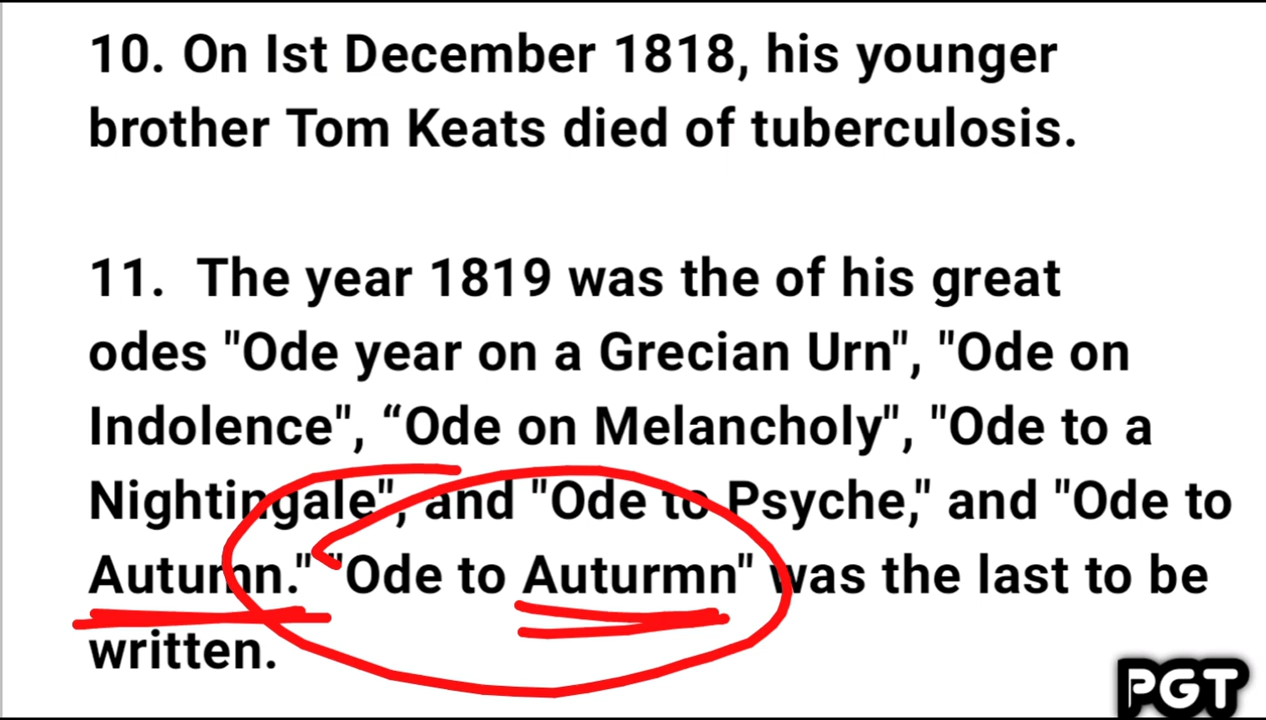 10. On Ist December 1818, his younger
brother Tom Keats died of tuberculosis.
11. The year 1819 was the of his great
odes "Ode year on a Grecian Urn", "Ode on
Indolence", “Ode on Melancholy", "Ode to a
Nightingale", and "Ode to Psyche," and "Ode to
Autumn." "Ode to Auturmn" was the last to be
written.
PGT